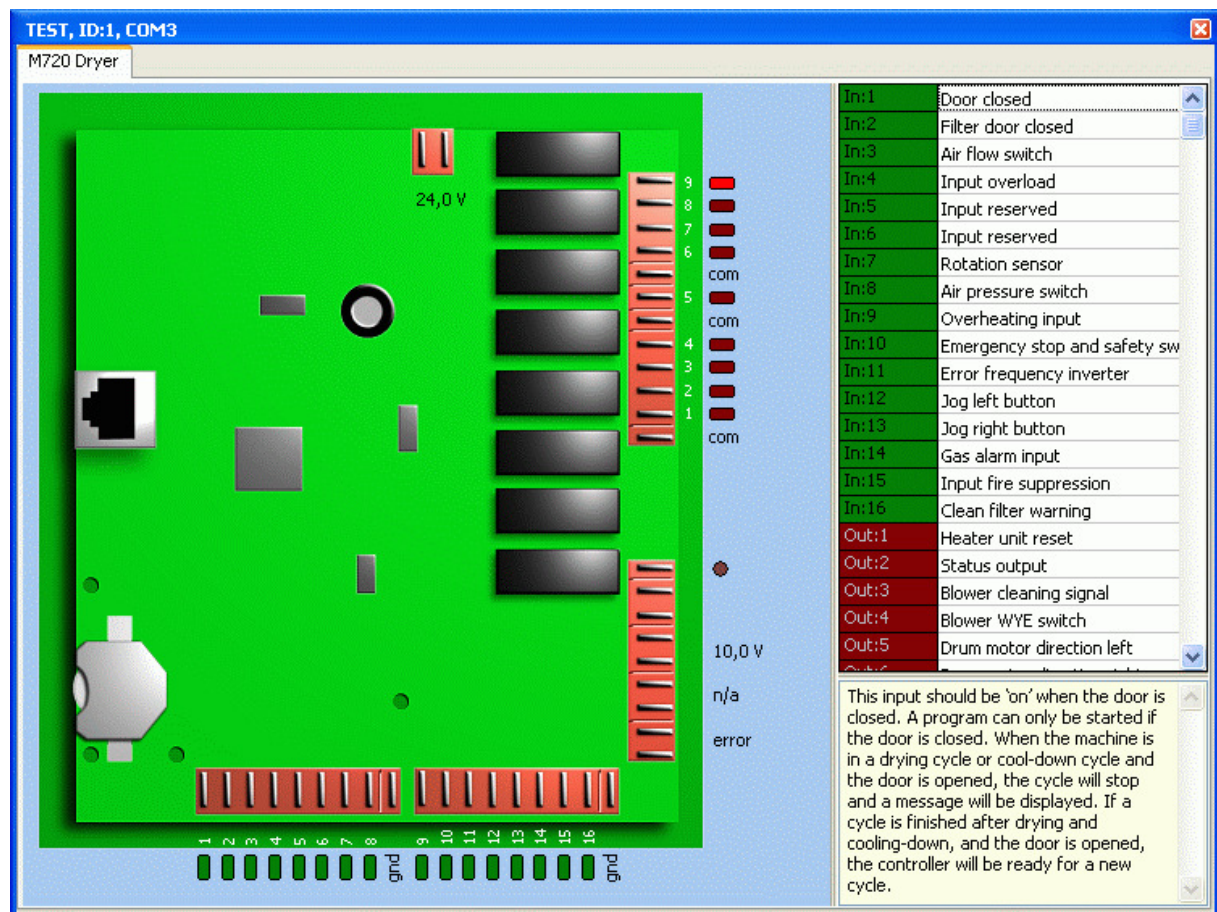 TEST, ID:1, COM3
M720 Dryer
24,0 V
9
8
7
6
com
5
com
4
3
2
1
com
10,0 V
n/a
error
1 2 3 4 5 6 7 8 gnd 9 10 11 12 13 14 15 16 gnd
In:1 Door closed
In:2 Filter door closed
In:3 Air flow switch
In:4 Input overload
In:5 Input reserved
In:6 Input reserved
In:7 Rotation sensor
In:8 Air pressure switch
In:9 Overheating input
In:10 Emergency stop and safety sw
In:11 Error frequency inverter
In:12 Jog left button
In:13 Jog right button
In:14 Gas alarm input
In:15 Input fire suppression
In:16 Clean filter warning
Out:1 Heater unit reset
Out:2 Status output
Out:3 Blower cleaning signal
Out:4 Blower WYE switch
Out:5 Drum motor direction left
This input should be 'on' when the door is
closed. A program can only be started if
the door is closed. When the machine is
in a drying cycle or cool-down cycle and
the door is opened, the cycle will stop
and a message will be displayed. If a
cycle is finished after drying and
cooling-down, and the door is opened,
the controller will be ready for a new
cycle.